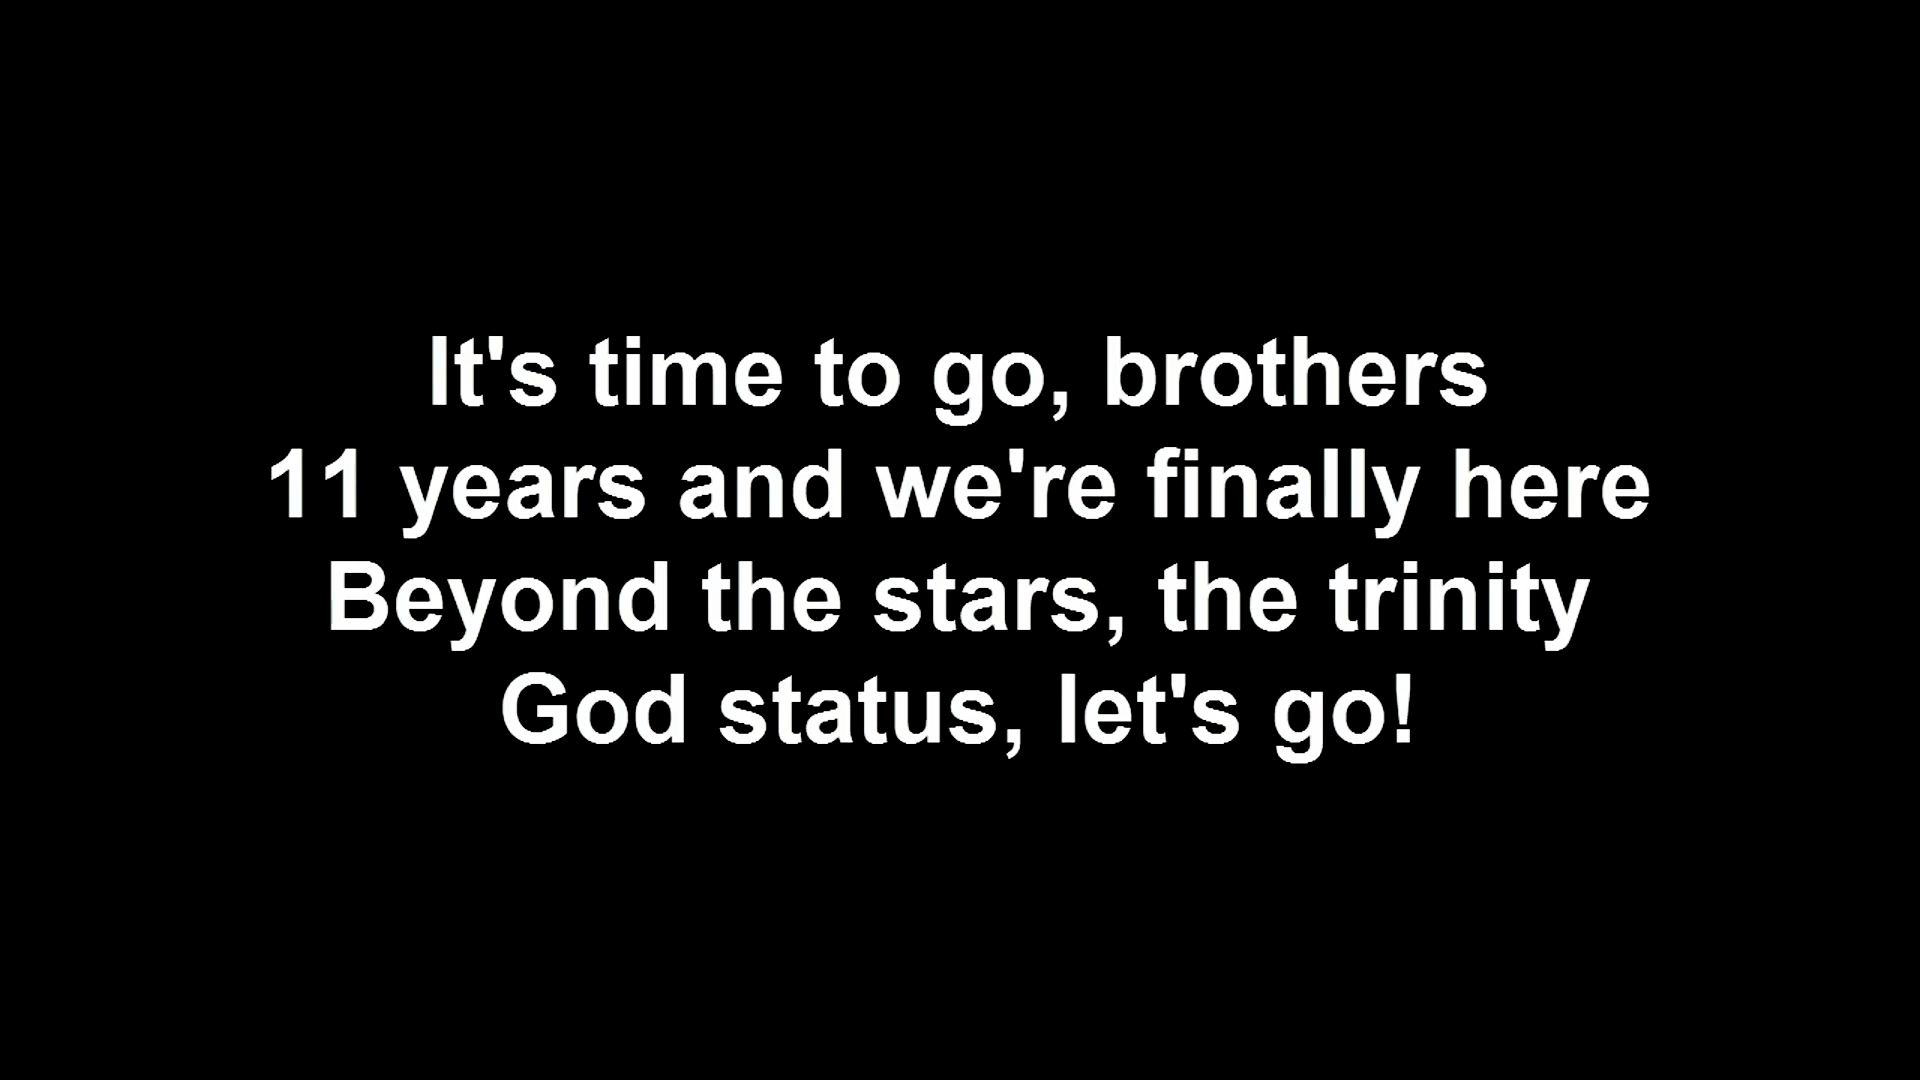 It's time to go, brothers
11 years and we're finally here
Beyond the stars, the trinity
God status, let's go!